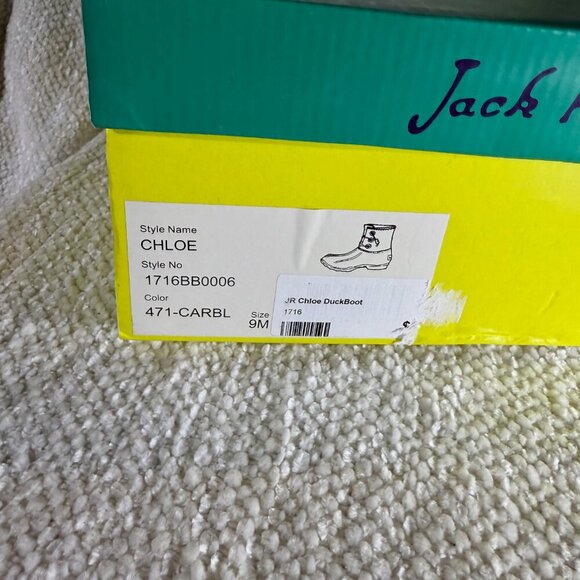 Jack
Style Name
CHLOE
Style No
1716BB0006
Color
471-CARBL
Size
9M
JR Chloe DuckBoot
1716